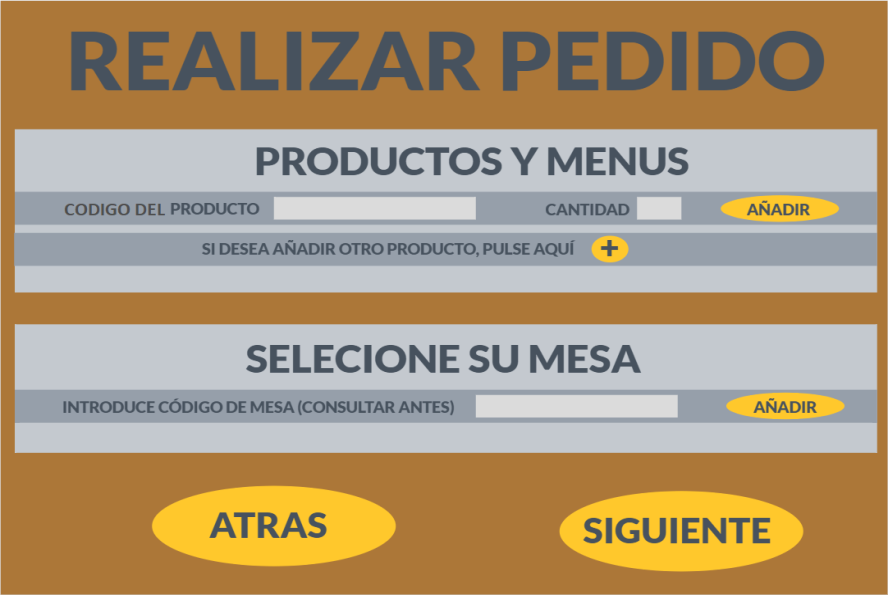 REALIZAR PEDIDO
PRODUCTOS Y MENUS
CODIGO DEL PRODUCTO CANTIDAD AÑADIR
SI DESEA AÑADIR OTRO PRODUCTO, PULSE AQUÍ +
SELECIONE SU MESA
INTRODUCE CÓDIGO DE MESA (CONSULTAR ANTES) AÑADIR
ATRAS SIGUIENTE